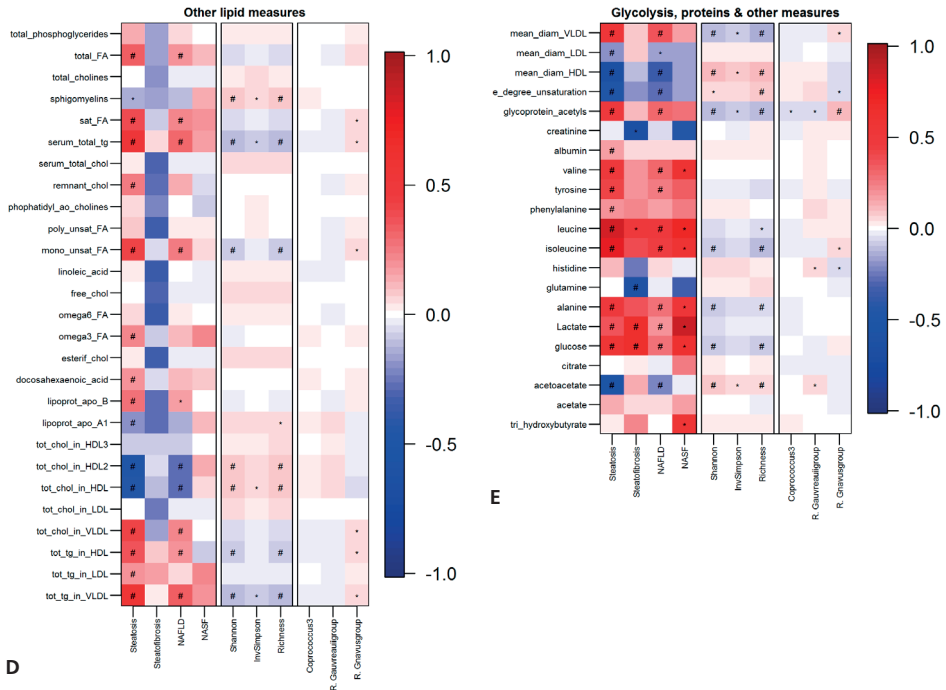 Other lipid measures
total_phosphoglycerides
total_FA
# #
total_cholines
sphigomyelins
* # * #
sat_FA
# # *
serum_total_tg
# # # * # *
serum_total_chol
remnant_chol
#
phophatidyl_ao_cholines
poly_unsat_FA
mono_unsat_FA
# # # # *
linoleic_acid
free_chol
omega6_FA
omega3_FA
#
esterif_chol
docosahexaenoic_acid
#
lipoprot_apo_B
# *
lipoprot_apo_A1
# *
tot_chol_in_HDL3
tot_chol_in_HDL2
# # # #
tot_chol_in_HDL
# # # * #
tot_chol_in_LDL
tot_chol_in_VLDL
# # *
tot_tg_in_HDL
# # # # *
tot_tg_in_LDL
#
tot_tg_in_VLDL
# # # * # *
Steatosis
Steatofibrosis
NAFLD
NASF
Shannon
InvSimpson
Richness
Coprococcus3
R. Gauvreauiigroup
R. Gnavusgroup
1.0
0.5
0.0
-0.5
-1.0
D
Glycolysis, proteins & other measures
mean_diam_VLDL
# # # * # *
mean_diam_LDL
# *
mean_diam_HDL
# # # * #
e_degree_unsaturation
# # * # *
glycoprotein_acetyls
# # # * # * * #
creatinine
*
albumin
#
valine
# # *
tyrosine
# #
phenylalanine
#
leucine
# * # * *
isoleucine
# # * # # *
histidine
* *
glutamine
#
alanine
# # * # #
Lactate
# # # *
glucose
# # # * # #
citrate
acetoacetate
# # # * # *
acetate
tri_hydroxybutyrate
*
Steatosis
Steatofibrosis
NAFLD
NASF
Shannon
InvSimpson
Richness
Coprococcus3
R. Gauvreauiigroup
R. Gnavusgroup
1.0
0.5
0.0
-0.5
-1.0
E